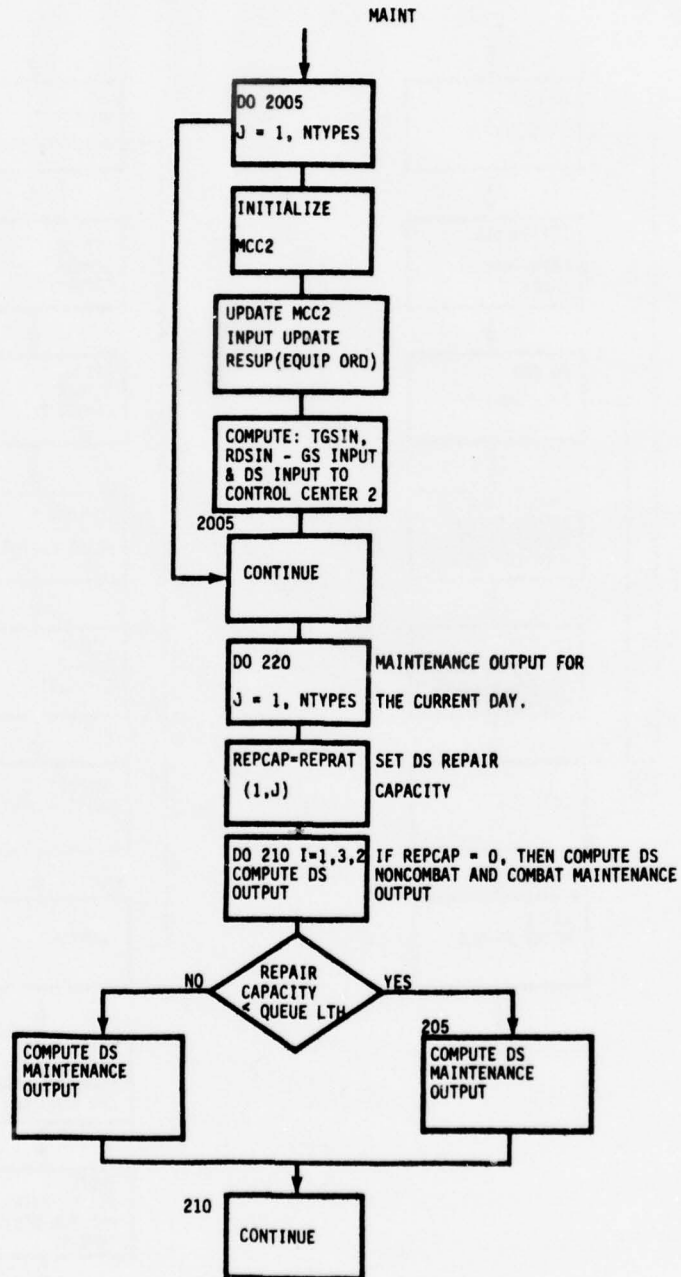 MAINT
DO 2005
J = 1, NTYPES
INITIALIZE
MCC2
UPDATE MCC2
INPUT UPDATE
RESUP(EQUIP ORD)
COMPUTE: TGSIN,
RDSIN - GS INPUT
& DS INPUT TO
CONTROL CENTER 2
2005
CONTINUE
DO 220
J = 1, NTYPES
MAINTENANCE OUTPUT FOR
THE CURRENT DAY.
REPCAP=REPRAT
(1,J)
SET DS REPAIR
CAPACITY
DO 210 I=1,3,2
COMPUTE DS
OUTPUT
IF REPCAP = 0, THEN COMPUTE DS
NONCOMBAT AND COMBAT MAINTENANCE
OUTPUT
REPAIR
CAPACITY
< QUEUE LTH
NO
YES
COMPUTE DS
MAINTENANCE
OUTPUT
205
COMPUTE DS
MAINTENANCE
OUTPUT
210
CONTINUE